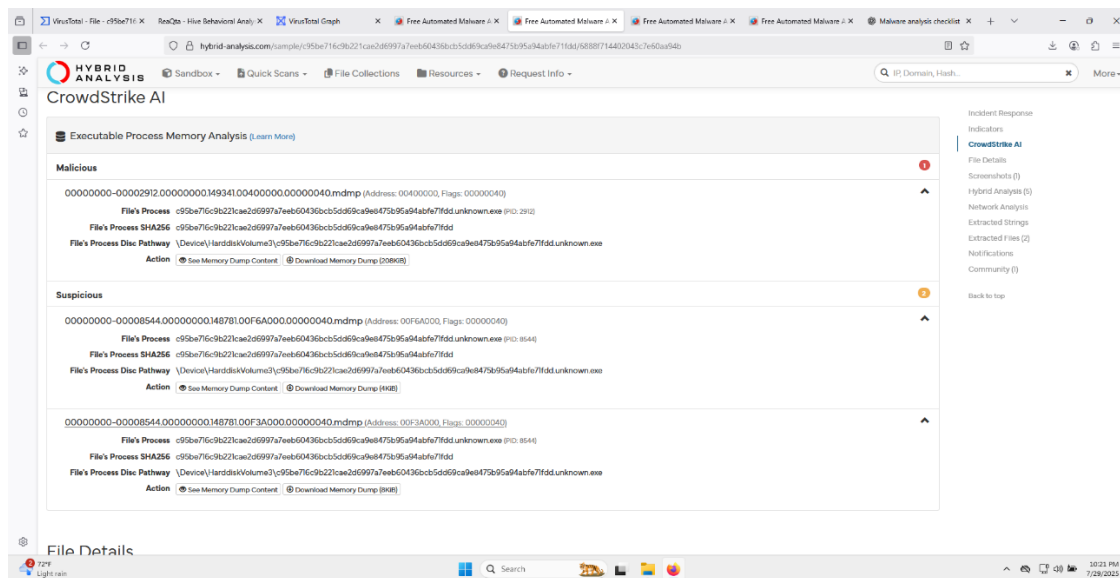 VirusTotal - File - c95be716
ReaQta - Hive Behavioral Analy
VirusTotal Graph
Free Automated Malware A
Free Automated Malware A
Free Automated Malware A
Free Automated Malware A
Malware analysis checklist
hybrid-analysis.com/sample/c95be716c9b221cae2d6997a7eeb60436bcb5dd69ca9e8475b95a94abfe71fdd/6888f714402043c7e60aa94b
HYBRID ANALYSIS
Sandbox
Quick Scans
File Collections
Resources
Request Info
IP, Domain, Hash...
More
CrowdStrike AI
Executable Process Memory Analysis (Learn More)
Malicious 1
00000000-00002912.00000000.149341.00400000.00000040.mdmp (Address: 00400000, Flags: 00000040)
File's Process c95be716c9b221cae2d6997a7eeb60436bcb5dd69ca9e8475b95a94abfe71fdd.unknown.exe (PID: 2912)
File's Process SHA256 c95be716c9b221cae2d6997a7eeb60436bcb5dd69ca9e8475b95a94abfe71fdd
File's Process Disc Pathway \Device\HarddiskVolume3\c95be716c9b221cae2d6997a7eeb60436bcb5dd69ca9e8475b95a94abfe71fdd.unknown.exe
Action See Memory Dump Content Download Memory Dump (208KiB)
Suspicious 2
00000000-00008544.00000000.148781.00F6A000.00000040.mdmp (Address: 00F6A000, Flags: 00000040)
File's Process c95be716c9b221cae2d6997a7eeb60436bcb5dd69ca9e8475b95a94abfe71fdd.unknown.exe (PID: 8544)
File's Process SHA256 c95be716c9b221cae2d6997a7eeb60436bcb5dd69ca9e8475b95a94abfe71fdd
File's Process Disc Pathway \Device\HarddiskVolume3\c95be716c9b221cae2d6997a7eeb60436bcb5dd69ca9e8475b95a94abfe71fdd.unknown.exe
Action See Memory Dump Content Download Memory Dump (4KiB)
00000000-00008544.00000000.148781.00F3A000.00000040.mdmp (Address: 00F3A000, Flags: 00000040)
File's Process c95be716c9b221cae2d6997a7eeb60436bcb5dd69ca9e8475b95a94abfe71fdd.unknown.exe (PID: 8544)
File's Process SHA256 c95be716c9b221cae2d6997a7eeb60436bcb5dd69ca9e8475b95a94abfe71fdd
File's Process Disc Pathway \Device\HarddiskVolume3\c95be716c9b221cae2d6997a7eeb60436bcb5dd69ca9e8475b95a94abfe71fdd.unknown.exe
Action See Memory Dump Content Download Memory Dump (8KiB)
File Details
Incident Response
Indicators
CrowdStrike AI
File Details
Screenshots (1)
Hybrid Analysis (5)
Network Analysis
Extracted Strings
Extracted Files (2)
Notifications
Community (1)
Back to top
2
72°F
Light rain
Search
10:21 PM
7/29/2025